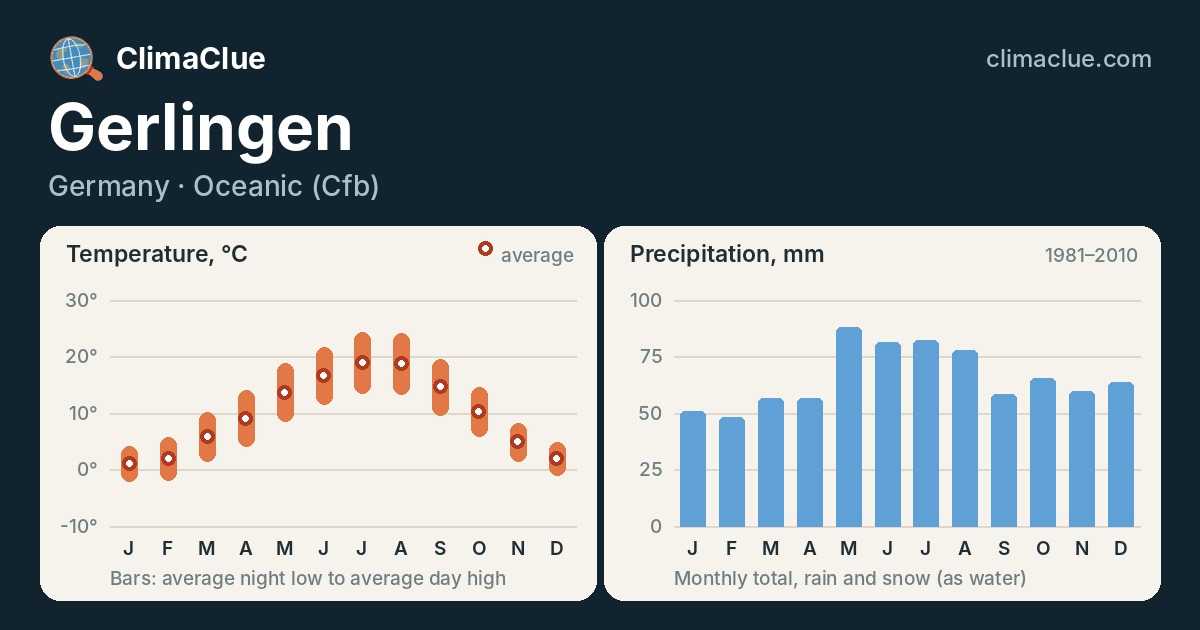 ClimaClue
climaclue.com
Gerlingen
Germany · Oceanic (Cfb)
Temperature, °C
average
30°
20°
10°
0°
-10°
J F M A M J J A S O N D
Bars: average night low to average day high
Precipitation, mm
1981–2010
100
75
50
25
0
J F M A M J J A S O N D
Monthly total, rain and snow (as water)